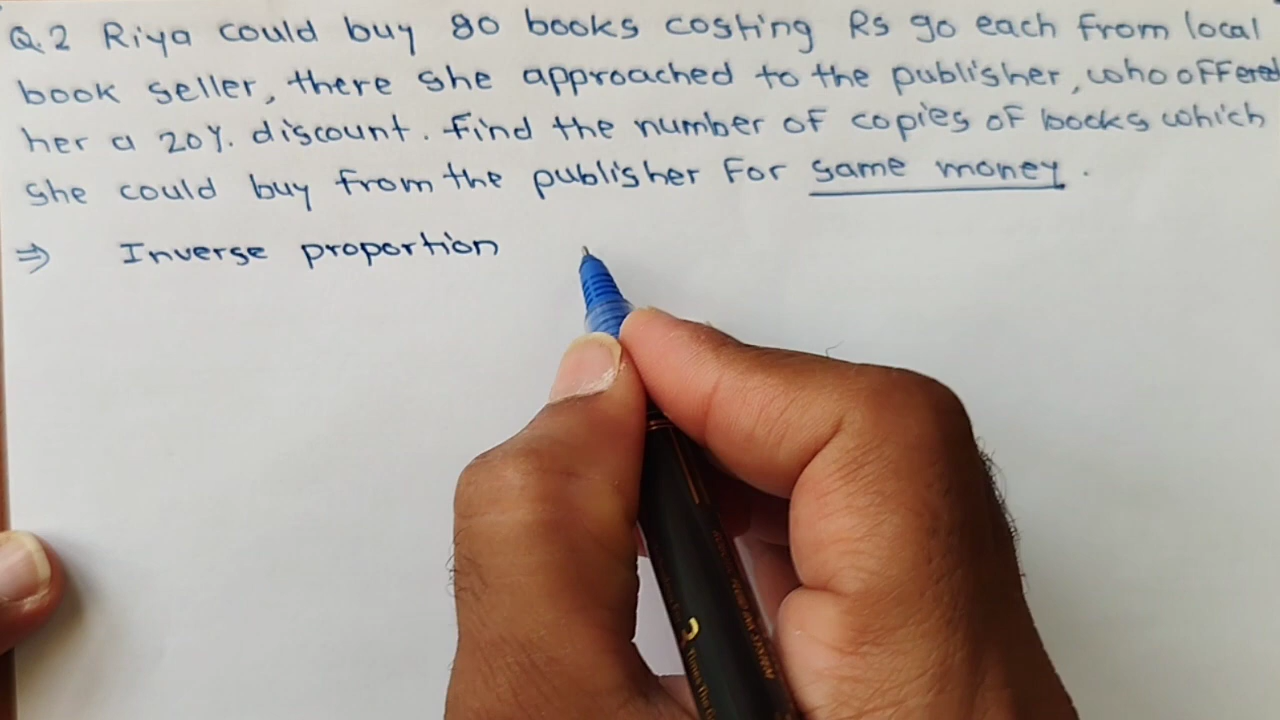 Q.2 Riya could buy 80 books costing Rs 90 each from local
book seller, there she approached to the publisher, who offered
her a 20%. discount. Find the number of copies of books which
she could buy from the publisher for same money.
⇒ Inverse proportion